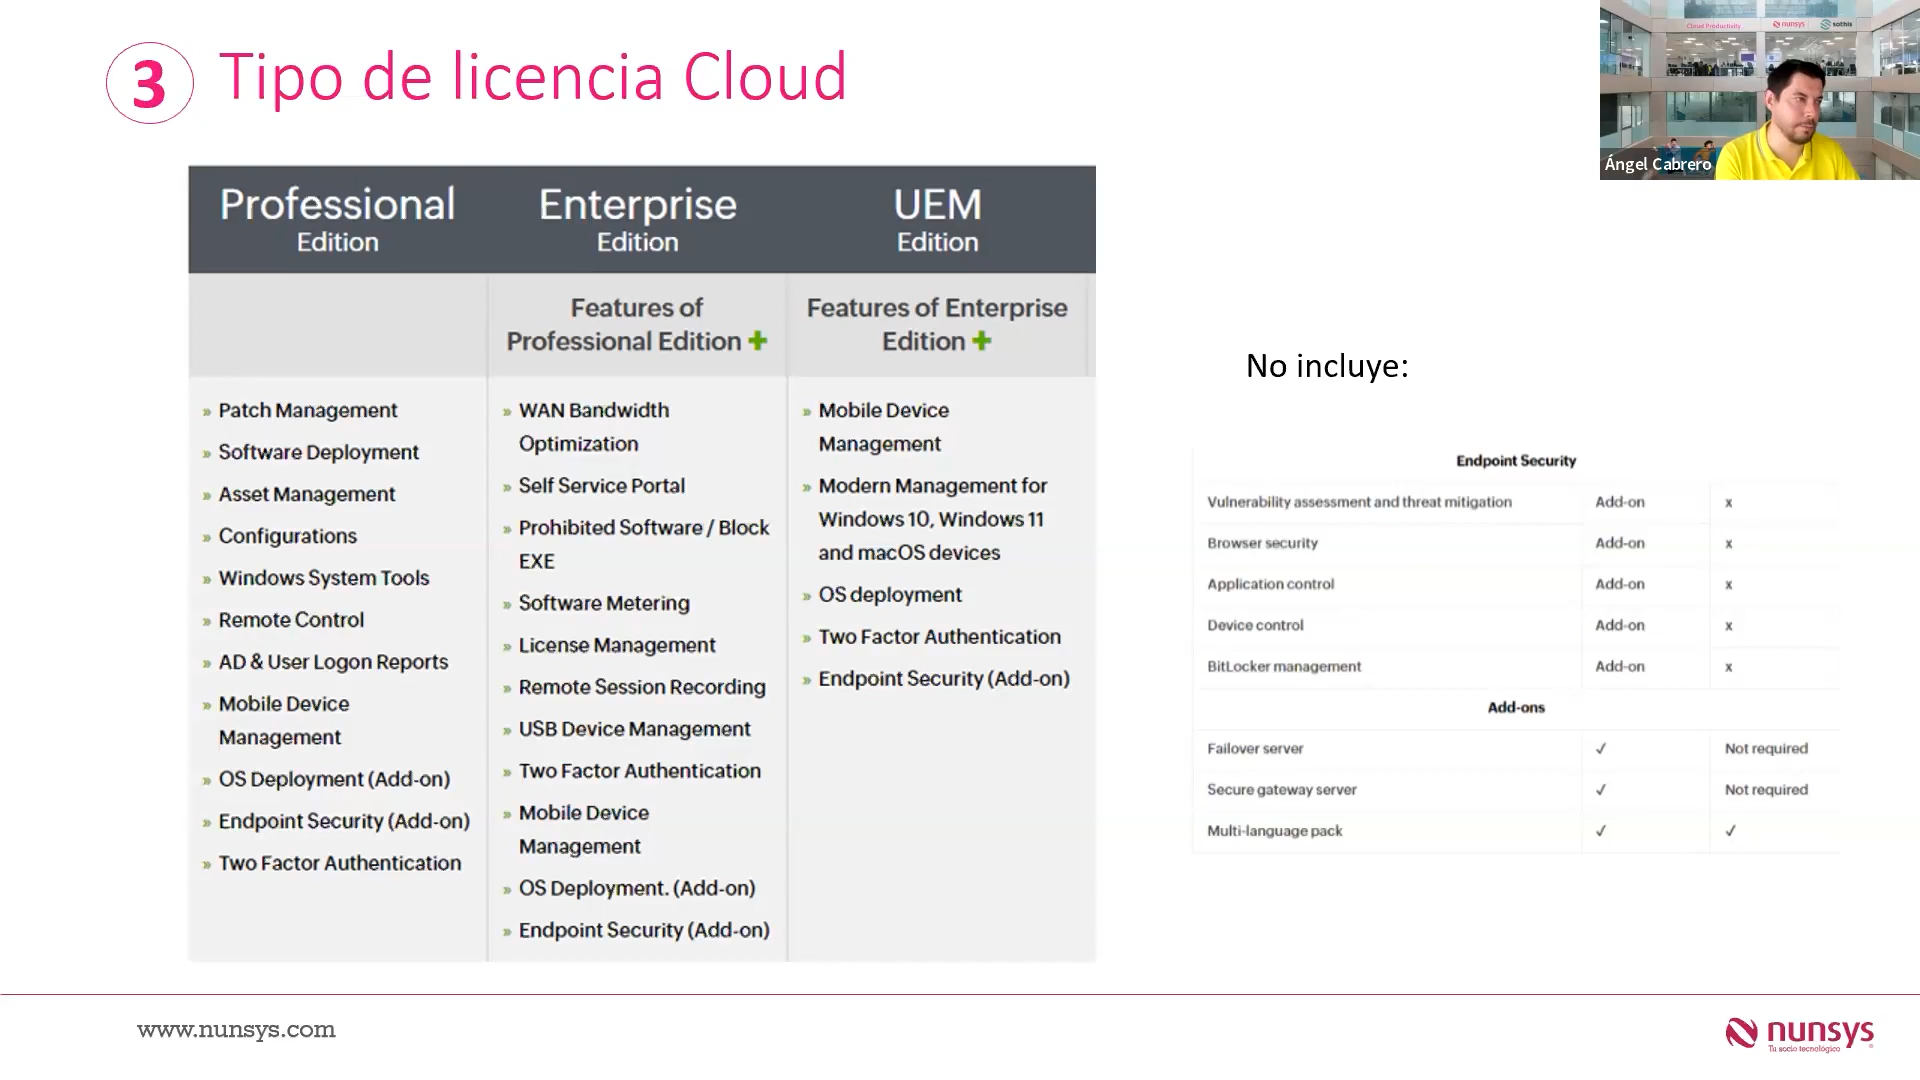 3 Tipo de licencia Cloud
Cloud Productivity nunsys sothis
Ángel Cabrero
Professional
Edition
Enterprise
Edition
UEM
Edition
Features of
Professional Edition +
Features of Enterprise
Edition +
» Patch Management
» Software Deployment
» Asset Management
» Configurations
» Windows System Tools
» Remote Control
» AD & User Logon Reports
» Mobile Device
Management
» OS Deployment (Add-on)
» Endpoint Security (Add-on)
» Two Factor Authentication
» WAN Bandwidth
Optimization
» Self Service Portal
» Prohibited Software / Block
EXE
» Software Metering
» License Management
» Remote Session Recording
» USB Device Management
» Two Factor Authentication
» Mobile Device
Management
» OS Deployment. (Add-on)
» Endpoint Security (Add-on)
» Mobile Device
Management
» Modern Management for
Windows 10, Windows 11
and macOS devices
» OS deployment
» Two Factor Authentication
» Endpoint Security (Add-on)
No incluye:
Endpoint Security
Vulnerability assessment and threat mitigation Add-on x
Browser security Add-on x
Application control Add-on x
Device control Add-on x
BitLocker management Add-on x
Add-ons
Failover server ✓ Not required
Secure gateway server ✓ Not required
Multi-language pack ✓ ✓
www.nunsys.com
nunsys
Tu socio tecnológico